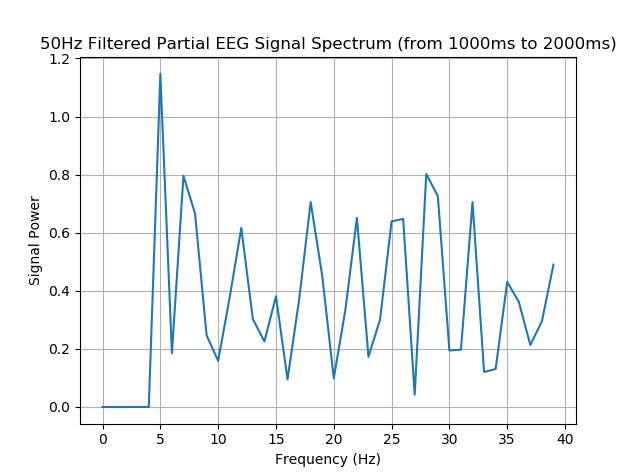 50Hz Filtered Partial EEG Signal Spectrum (from 1000ms to 2000ms)
1.2
1.0
0.8
0.6
0.4
0.2
0.0
Signal Power
0 5 10 15 20 25 30 35 40
Frequency (Hz)